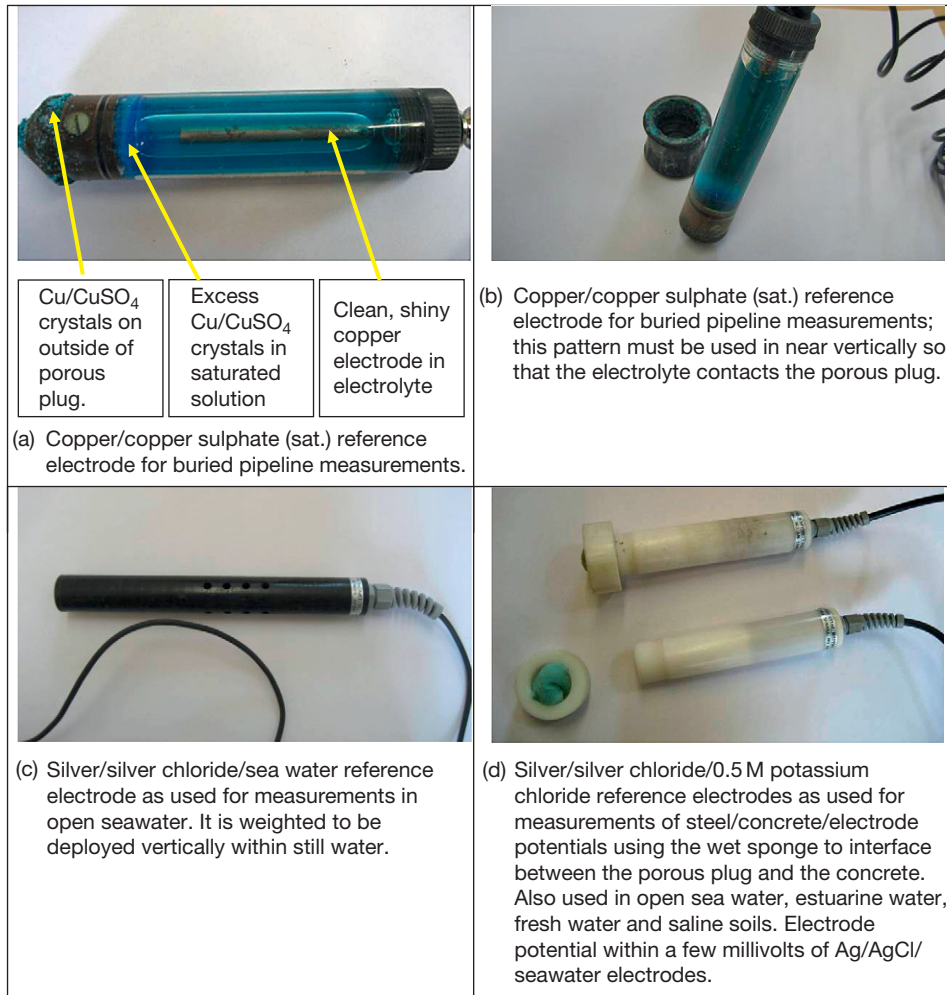 Cu/CuSO4
crystals on
outside of
porous
plug.
Excess
Cu/CuSO4
crystals in
saturated
solution
Clean, shiny
copper
electrode in
electrolyte
(a) Copper/copper sulphate (sat.) reference
electrode for buried pipeline measurements.
(b) Copper/copper sulphate (sat.) reference
electrode for buried pipeline measurements;
this pattern must be used in near vertically so
that the electrolyte contacts the porous plug.
(c) Silver/silver chloride/sea water reference
electrode as used for measurements in
open seawater. It is weighted to be
deployed vertically within still water.
(d) Silver/silver chloride/0.5 M potassium
chloride reference electrodes as used for
measurements of steel/concrete/electrode
potentials using the wet sponge to interface
between the porous plug and the concrete.
Also used in open sea water, estuarine water,
fresh water and saline soils. Electrode
potential within a few millivolts of Ag/AgCl/
seawater electrodes.